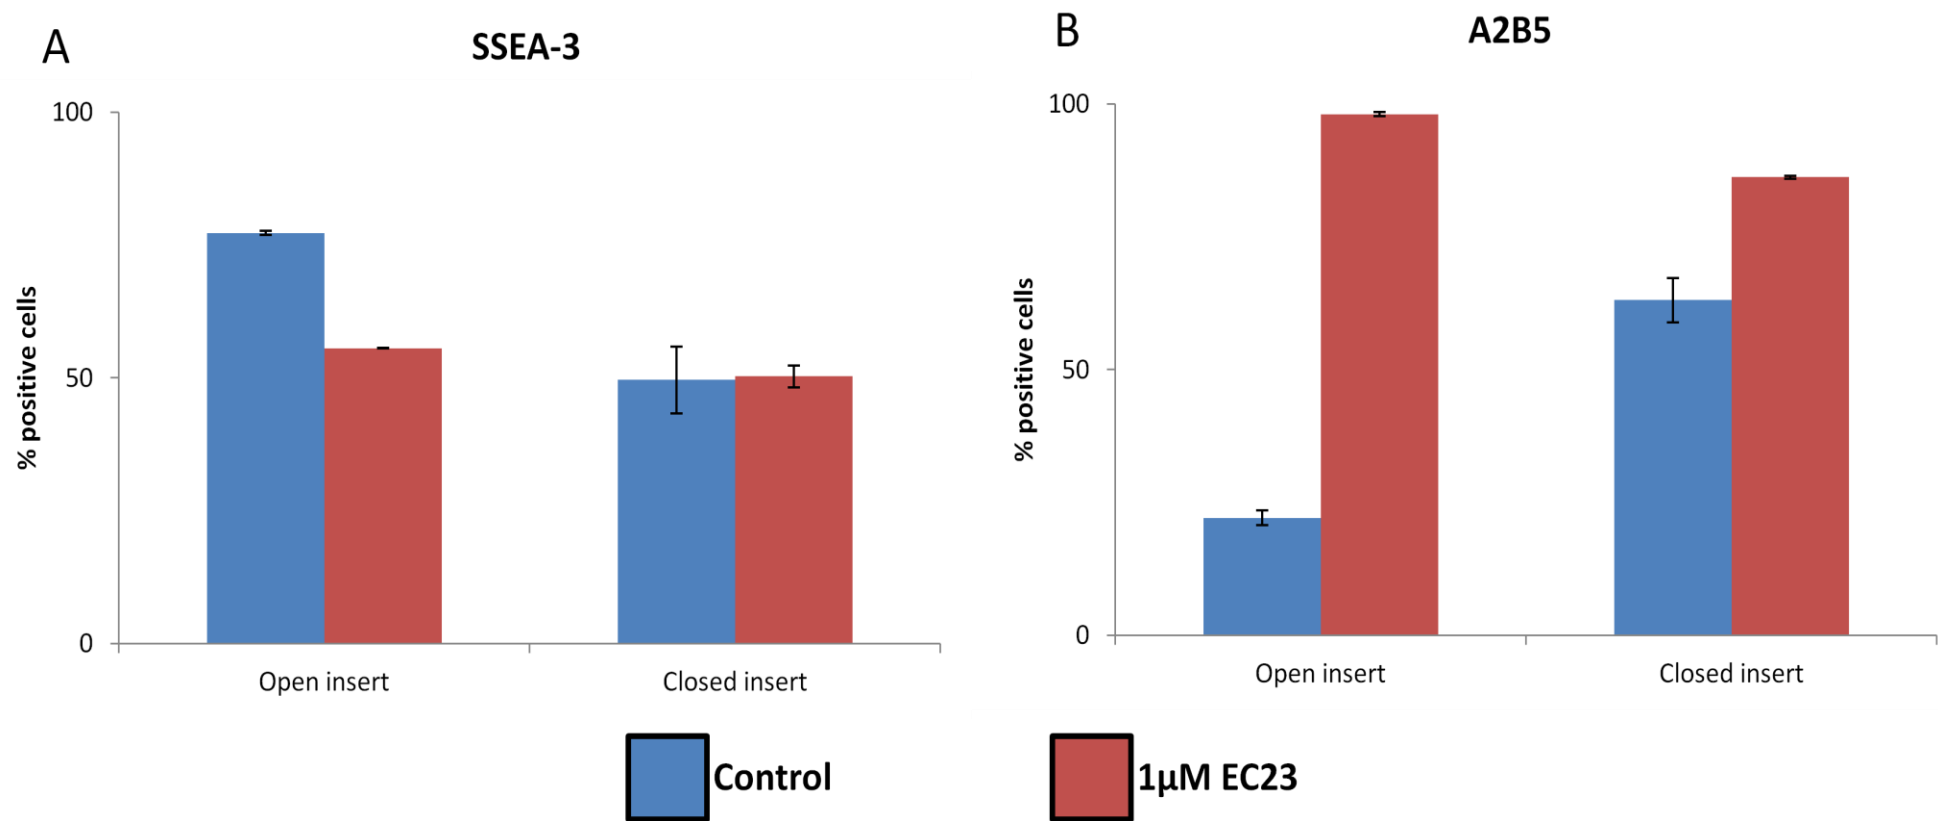 A
SSEA-3
100
50
0
% positive cells
Open insert
Closed insert
B
A2B5
100
50
0
% positive cells
Open insert
Closed insert
Control
1µM EC23